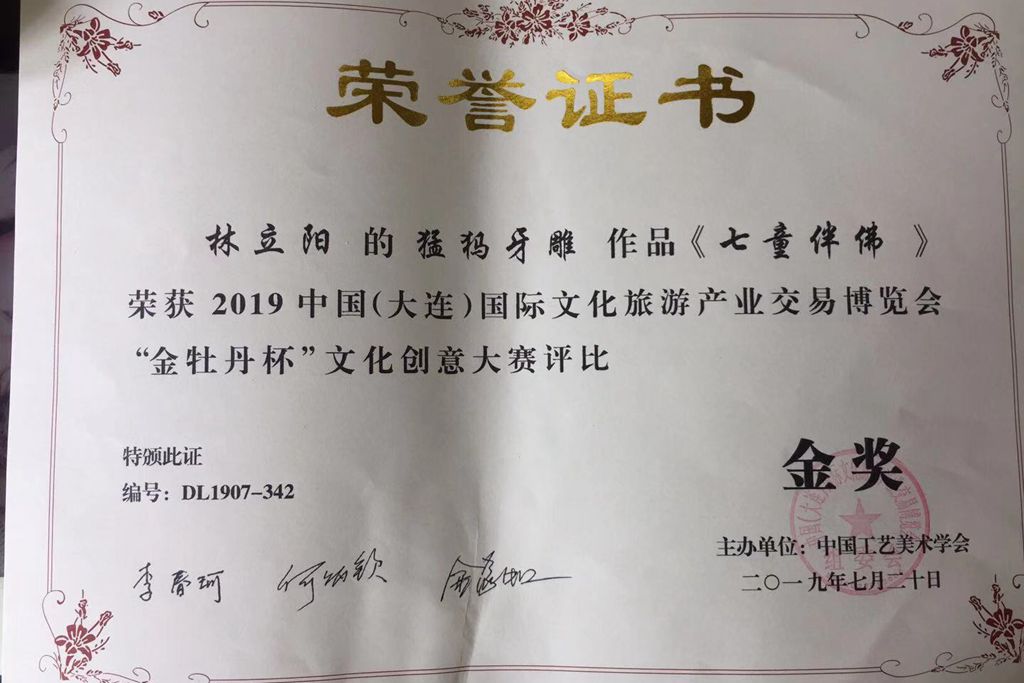 荣誉证书
林立阳 的 猛犸牙雕 作品《七童伴佛》
荣获 2019 中国(大连)国际文化旅游产业交易博览会
“金牡丹杯”文化创意大赛评比
特颁此证
编号: DL1907-342
金奖
主办单位: 中国工艺美术学会
二〇一九年七月二十日